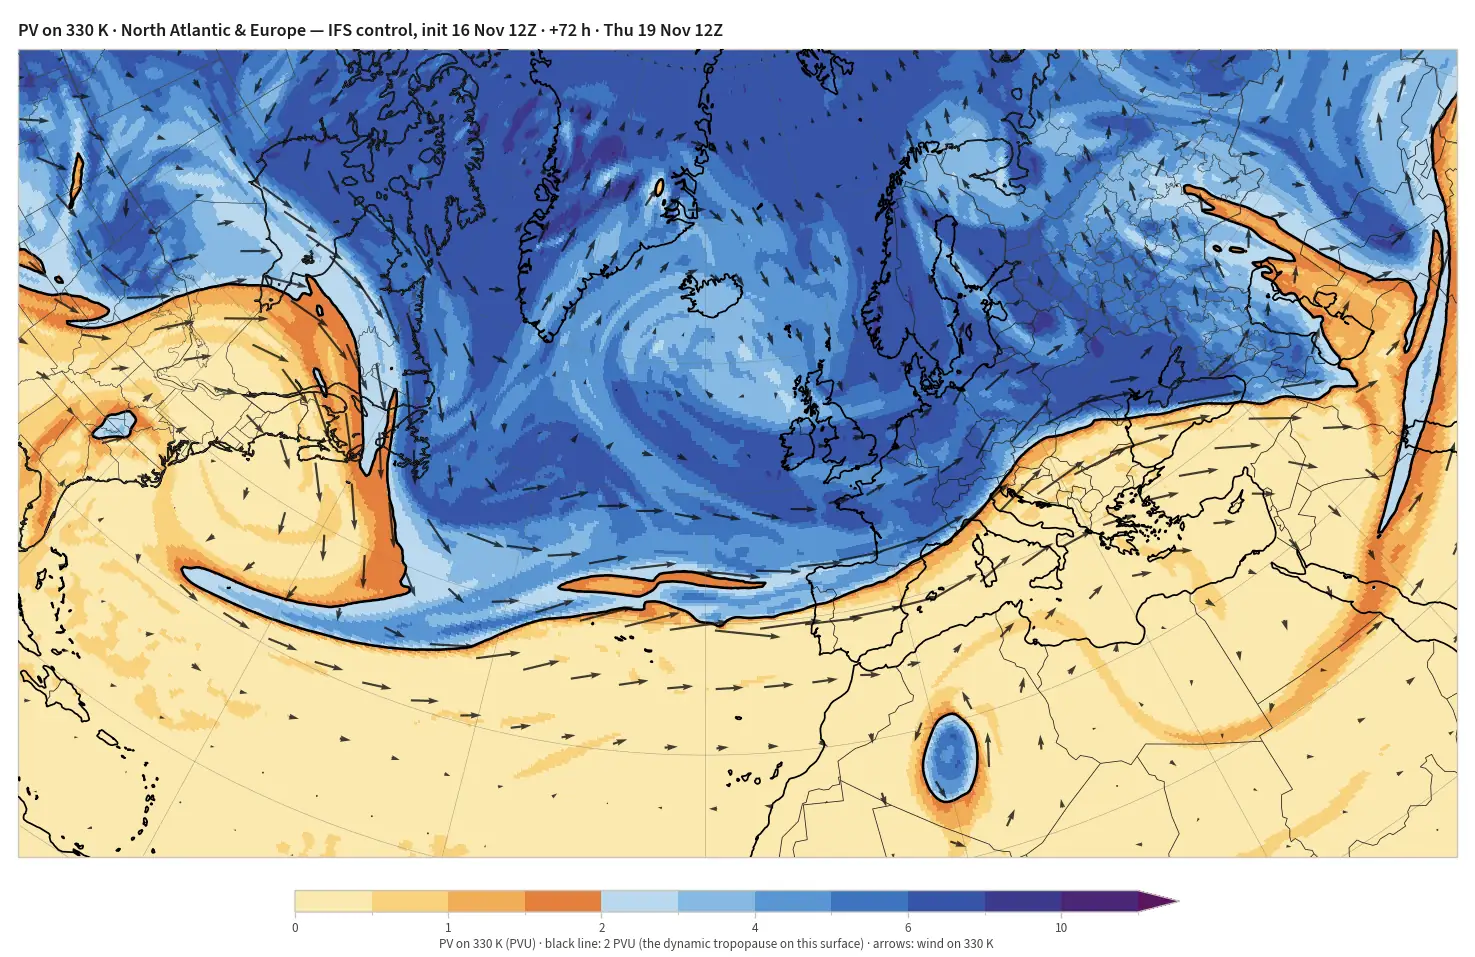 PV on 330 K · North Atlantic & Europe — IFS control, init 16 Nov 12Z · +72 h · Thu 19 Nov 12Z
0 1 2 4 6 10
PV on 330 K (PVU) · black line: 2 PVU (the dynamic tropopause on this surface) · arrows: wind on 330 K